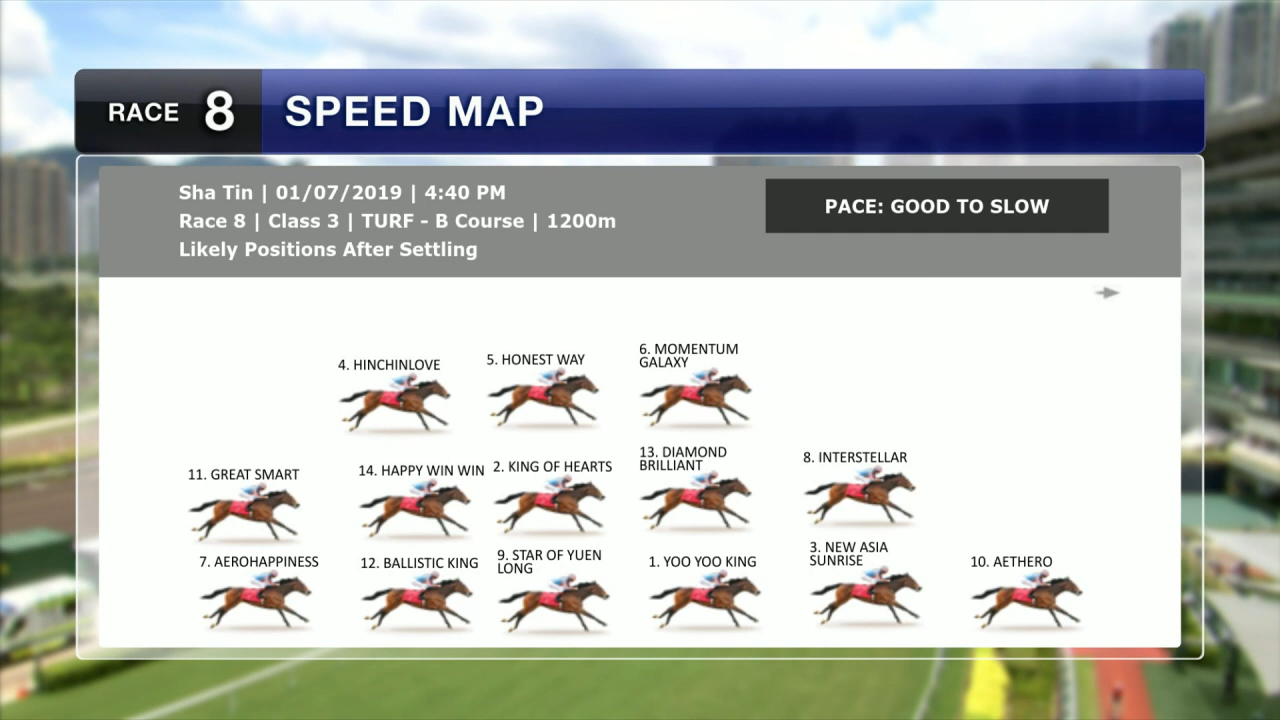 RACE 8 SPEED MAP
Sha Tin | 01/07/2019 | 4:40 PM
Race 8 | Class 3 | TURF - B Course | 1200m
Likely Positions After Settling
PACE: GOOD TO SLOW
4. HINCHINLOVE
5. HONEST WAY
6. MOMENTUM
GALAXY
11. GREAT SMART
14. HAPPY WIN WIN
2. KING OF HEARTS
13. DIAMOND
BRILLIANT
8. INTERSTELLAR
7. AEROHAPPINESS
12. BALLISTIC KING
9. STAR OF YUEN
LONG
1. YOO YOO KING
3. NEW ASIA
SUNRISE
10. AETHERO